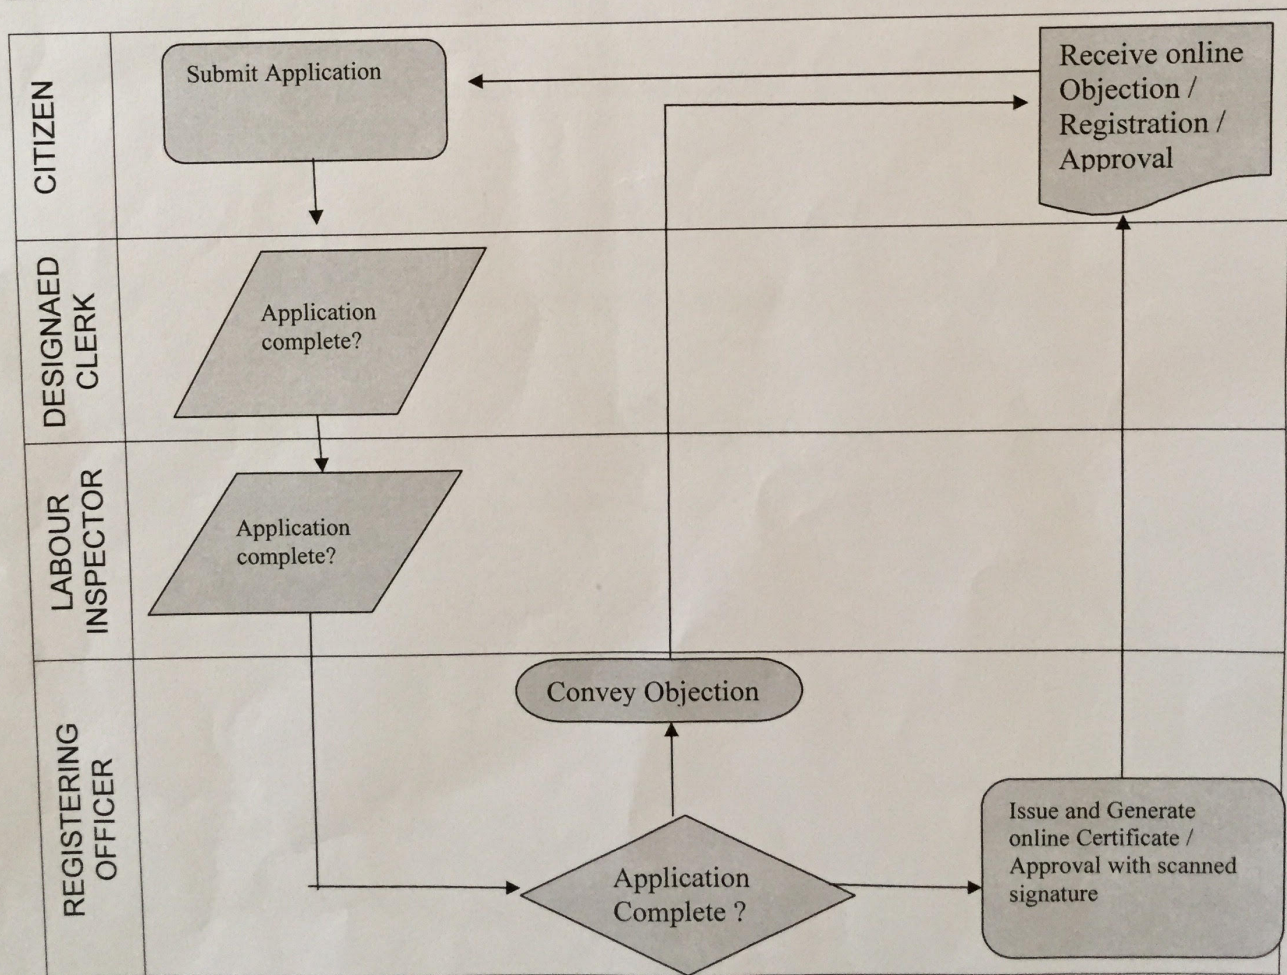 CITIZEN
Submit Application
Receive online
Objection /
Registration /
Approval
DESIGNAED
CLERK
Application
complete?
LABOUR
INSPECTOR
Application
complete?
REGISTERING
OFFICER
Convey Objection
Application
Complete ?
Issue and Generate
online Certificate /
Approval with scanned
signature